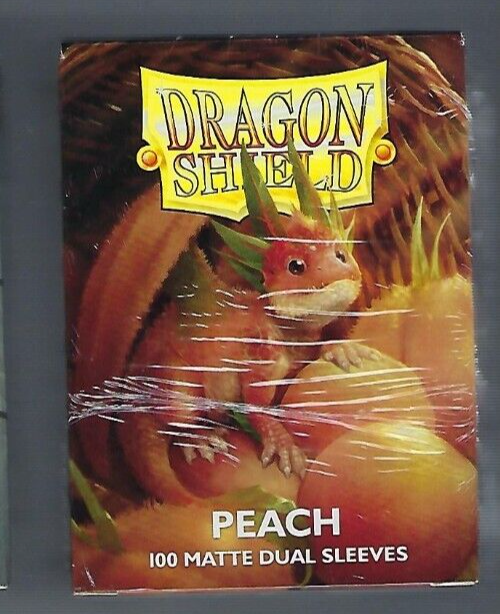 DRAGON
SHIELD
PEACH
100 MATTE DUAL SLEEVES